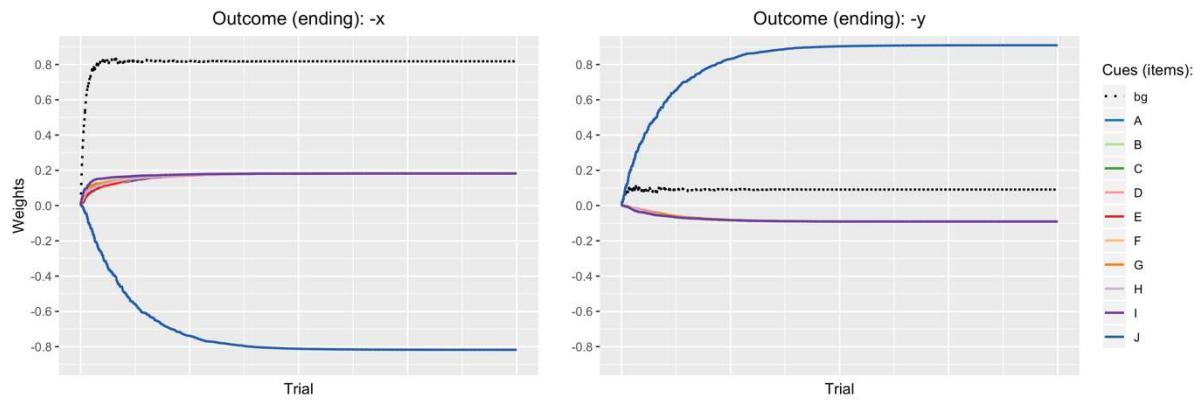 Outcome (ending): -x
Outcome (ending): -y
Weights
0.8
0.6
0.4
0.2
0.0
-0.2
-0.4
-0.6
-0.8
Trial
0.8
0.6
0.4
0.2
0.0
-0.2
-0.4
-0.6
-0.8
Trial
Cues (items):
bg
A
B
C
D
E
F
G
H
I
J